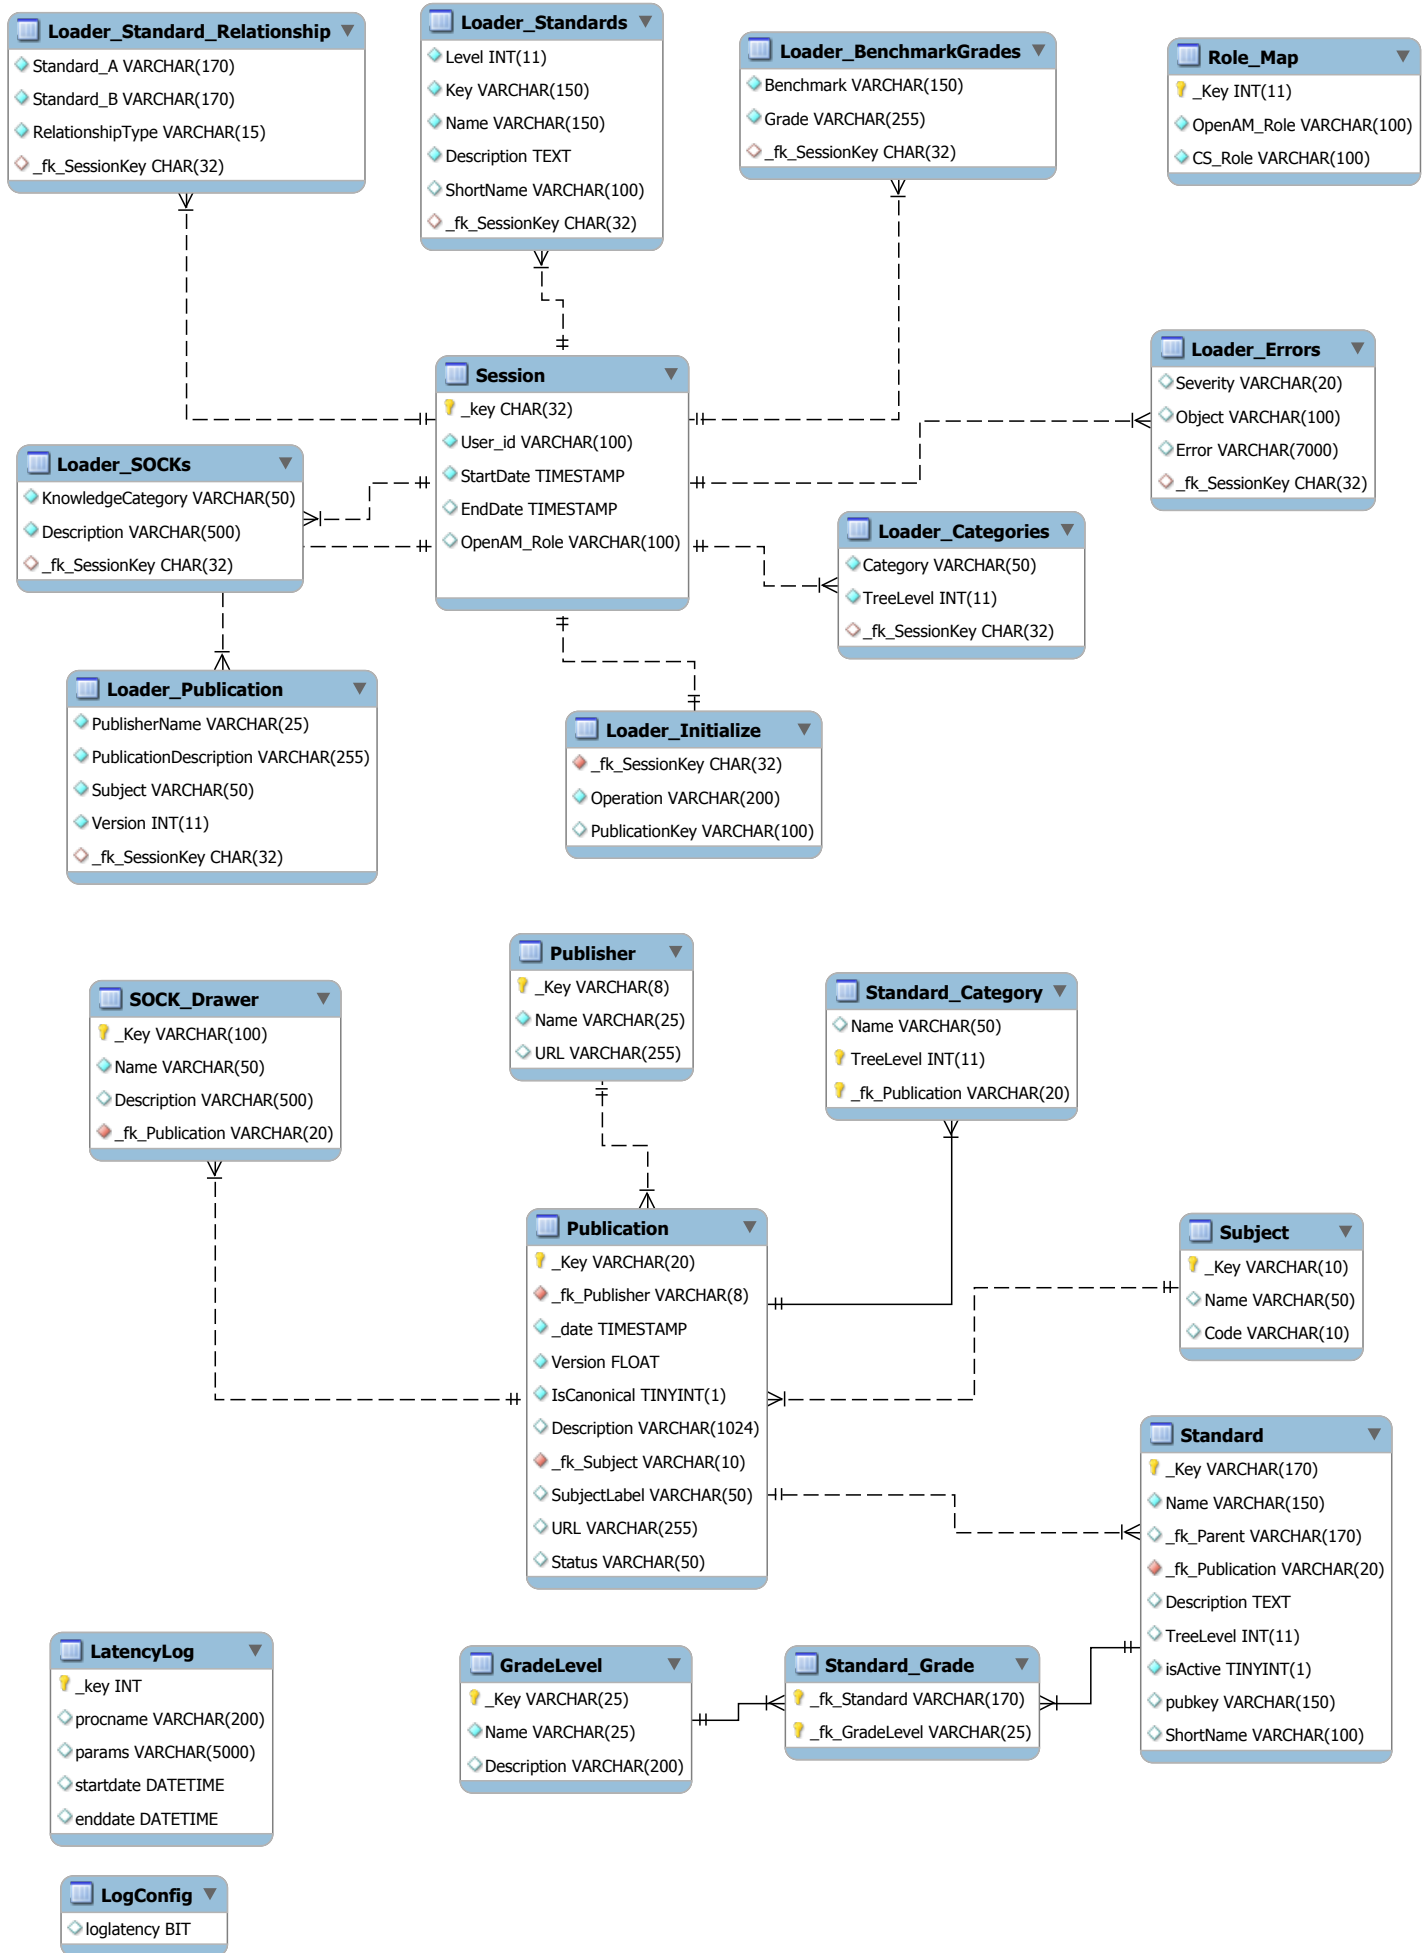 Loader_Standard_Relationship
Standard_A VARCHAR(170)
Standard_B VARCHAR(170)
RelationshipType VARCHAR(15)
_fk_SessionKey CHAR(32)
Loader_Standards
Level INT(11)
Key VARCHAR(150)
Name VARCHAR(150)
Description TEXT
ShortName VARCHAR(100)
_fk_SessionKey CHAR(32)
Loader_BenchmarkGrades
Benchmark VARCHAR(150)
Grade VARCHAR(255)
_fk_SessionKey CHAR(32)
Role_Map
_Key INT(11)
OpenAM_Role VARCHAR(100)
CS_Role VARCHAR(100)
Session
_key CHAR(32)
User_id VARCHAR(100)
StartDate TIMESTAMP
EndDate TIMESTAMP
OpenAM_Role VARCHAR(100)
Loader_Errors
Severity VARCHAR(20)
Object VARCHAR(100)
Error VARCHAR(7000)
_fk_SessionKey CHAR(32)
Loader_SOCKs
KnowledgeCategory VARCHAR(50)
Description VARCHAR(500)
_fk_SessionKey CHAR(32)
Loader_Categories
Category VARCHAR(50)
TreeLevel INT(11)
_fk_SessionKey CHAR(32)
Loader_Publication
PublisherName VARCHAR(25)
PublicationDescription VARCHAR(255)
Subject VARCHAR(50)
Version INT(11)
_fk_SessionKey CHAR(32)
Loader_Initialize
_fk_SessionKey CHAR(32)
Operation VARCHAR(200)
PublicationKey VARCHAR(100)
Publisher
_Key VARCHAR(8)
Name VARCHAR(25)
URL VARCHAR(255)
SOCK_Drawer
_Key VARCHAR(100)
Name VARCHAR(50)
Description VARCHAR(500)
_fk_Publication VARCHAR(20)
Standard_Category
Name VARCHAR(50)
TreeLevel INT(11)
_fk_Publication VARCHAR(20)
Publication
_Key VARCHAR(20)
_fk_Publisher VARCHAR(8)
_date TIMESTAMP
Version FLOAT
IsCanonical TINYINT(1)
Description VARCHAR(1024)
_fk_Subject VARCHAR(10)
SubjectLabel VARCHAR(50)
URL VARCHAR(255)
Status VARCHAR(50)
Subject
_Key VARCHAR(10)
Name VARCHAR(50)
Code VARCHAR(10)
Standard
_Key VARCHAR(170)
Name VARCHAR(150)
_fk_Parent VARCHAR(170)
_fk_Publication VARCHAR(20)
Description TEXT
TreeLevel INT(11)
isActive TINYINT(1)
pubkey VARCHAR(150)
ShortName VARCHAR(100)
LatencyLog
_key INT
procname VARCHAR(200)
params VARCHAR(5000)
startdate DATETIME
enddate DATETIME
GradeLevel
_Key VARCHAR(25)
Name VARCHAR(25)
Description VARCHAR(200)
Standard_Grade
_fk_Standard VARCHAR(170)
_fk_GradeLevel VARCHAR(25)
LogConfig
loglatency BIT